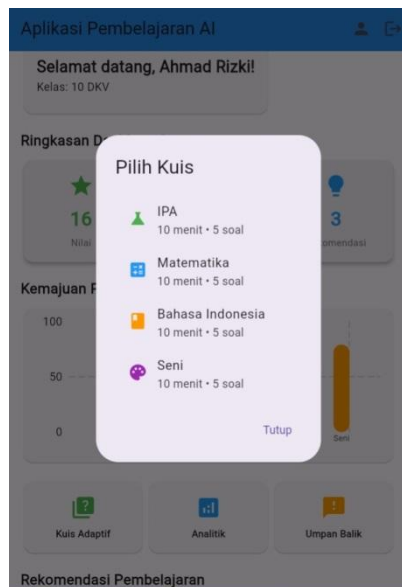 Aplikasi Pembelajaran AI
Selamat datang, Ahmad Rizki!
Kelas: 10 DKV
Ringkasan
Pilih Kuis
IPA
10 menit • 5 soal
Matematika
10 menit • 5 soal
Bahasa Indonesia
10 menit • 5 soal
Seni
10 menit • 5 soal
Tutup
16
Nilai
3
omendasi
Kemajuan
100
50
0
Seni
Kuis Adaptif
Analitik
Umpan Balik
Rekomendasi Pembelajaran